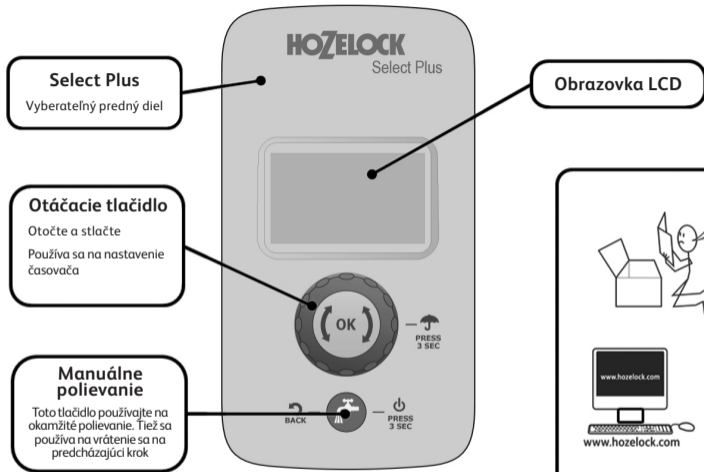 HOZELOCK
Select Plus
Select Plus
Vyberateľný predný diel
Obrazovka LCD
Otáčacie tlačidlo
Otočte a stlačte
Používa sa na nastavenie
časovača
OK
PRESS
3 SEC
Manuálne
polievanie
Toto tlačidlo používajte na
okamžité polievanie. Tiež sa
používa na vrátenie sa na
predchádzajúci krok
BACK
PRESS
3 SEC
www.hozelock.com
www.hozelock.com